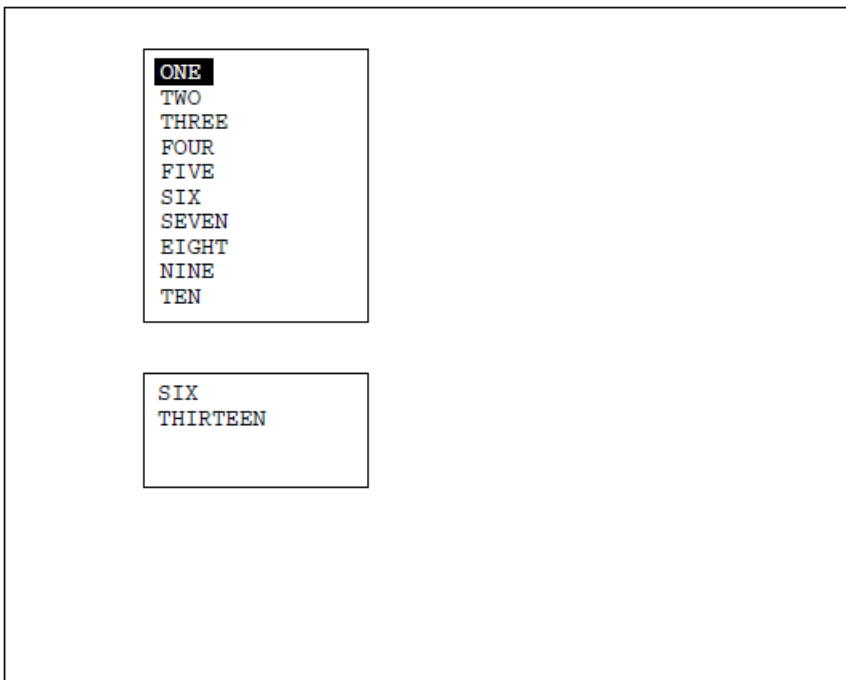 ONE
TWO
THREE
FOUR
FIVE
SIX
SEVEN
EIGHT
NINE
TEN
SIX
THIRTEEN